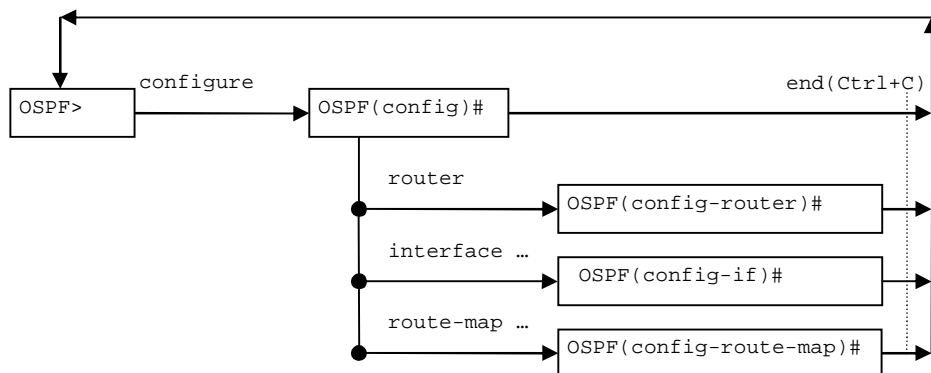 configure
end(Ctrl+C)
OSPF>
OSPF(config)#
router
OSPF(config-router)#
interface …
OSPF(config-if)#
route-map …
OSPF(config-route-map)#